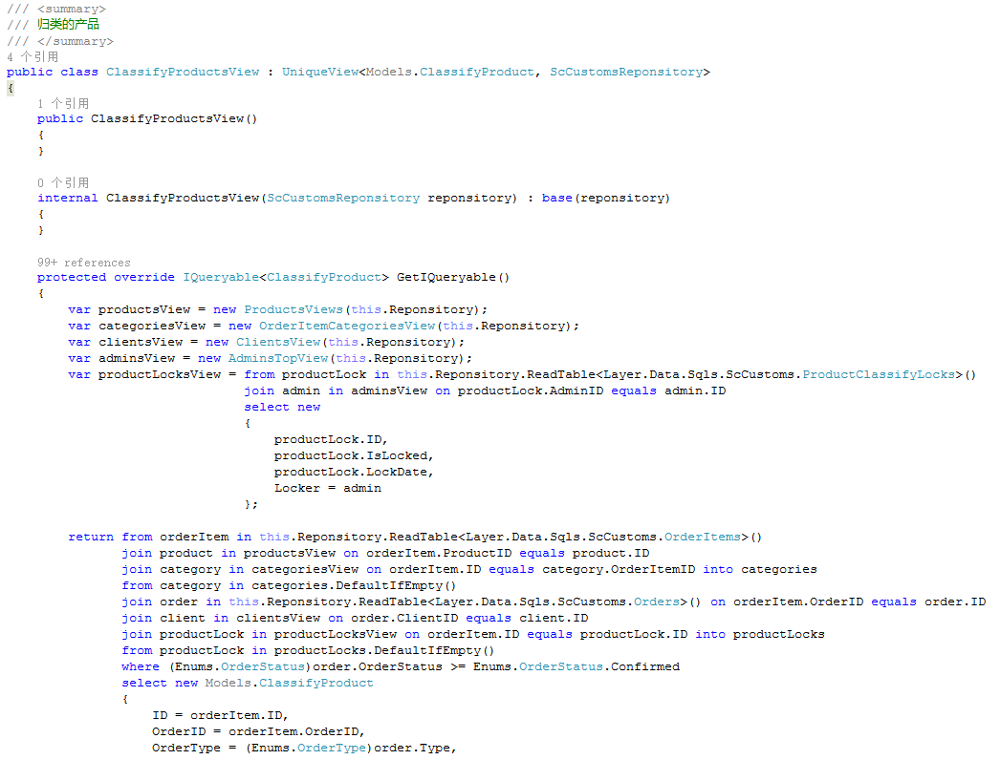 /// <summary>
/// 归类的产品
/// </summary>
4 个引用
public class ClassifyProductsView : UniqueView<Models.ClassifyProduct, ScCustomsReponsitory>
{
1 个引用
public ClassifyProductsView()
{
}
0 个引用
internal ClassifyProductsView(ScCustomsReponsitory reponsitory) : base(reponsitory)
{
}
99+ references
protected override IQueryable<ClassifyProduct> GetIQueryable()
{
var productsView = new ProductsViews(this.Reponsitory);
var categoriesView = new OrderItemCategoriesView(this.Reponsitory);
var clientsView = new ClientsView(this.Reponsitory);
var adminsView = new AdminsTopView(this.Reponsitory);
var productLocksView = from productLock in this.Reponsitory.ReadTable<Layer.Data.Sqls.ScCustoms.ProductClassifyLocks>()
join admin in adminsView on productLock.AdminID equals admin.ID
select new
{
productLock.ID,
productLock.IsLocked,
productLock.LockDate,
Locker = admin
};
return from orderItem in this.Reponsitory.ReadTable<Layer.Data.Sqls.ScCustoms.OrderItems>()
join product in productsView on orderItem.ProductID equals product.ID
join category in categoriesView on orderItem.ID equals category.OrderItemID into categories
from category in categories.DefaultIfEmpty()
join order in this.Reponsitory.ReadTable<Layer.Data.Sqls.ScCustoms.Orders>() on orderItem.OrderID equals order.ID
join client in clientsView on order.ClientID equals client.ID
join productLock in productLocksView on orderItem.ID equals productLock.ID into productLocks
from productLock in productLocks.DefaultIfEmpty()
where (Enums.OrderStatus)order.OrderStatus >= Enums.OrderStatus.Confirmed
select new Models.ClassifyProduct
{
ID = orderItem.ID,
OrderID = orderItem.OrderID,
OrderType = (Enums.OrderType)order.Type,